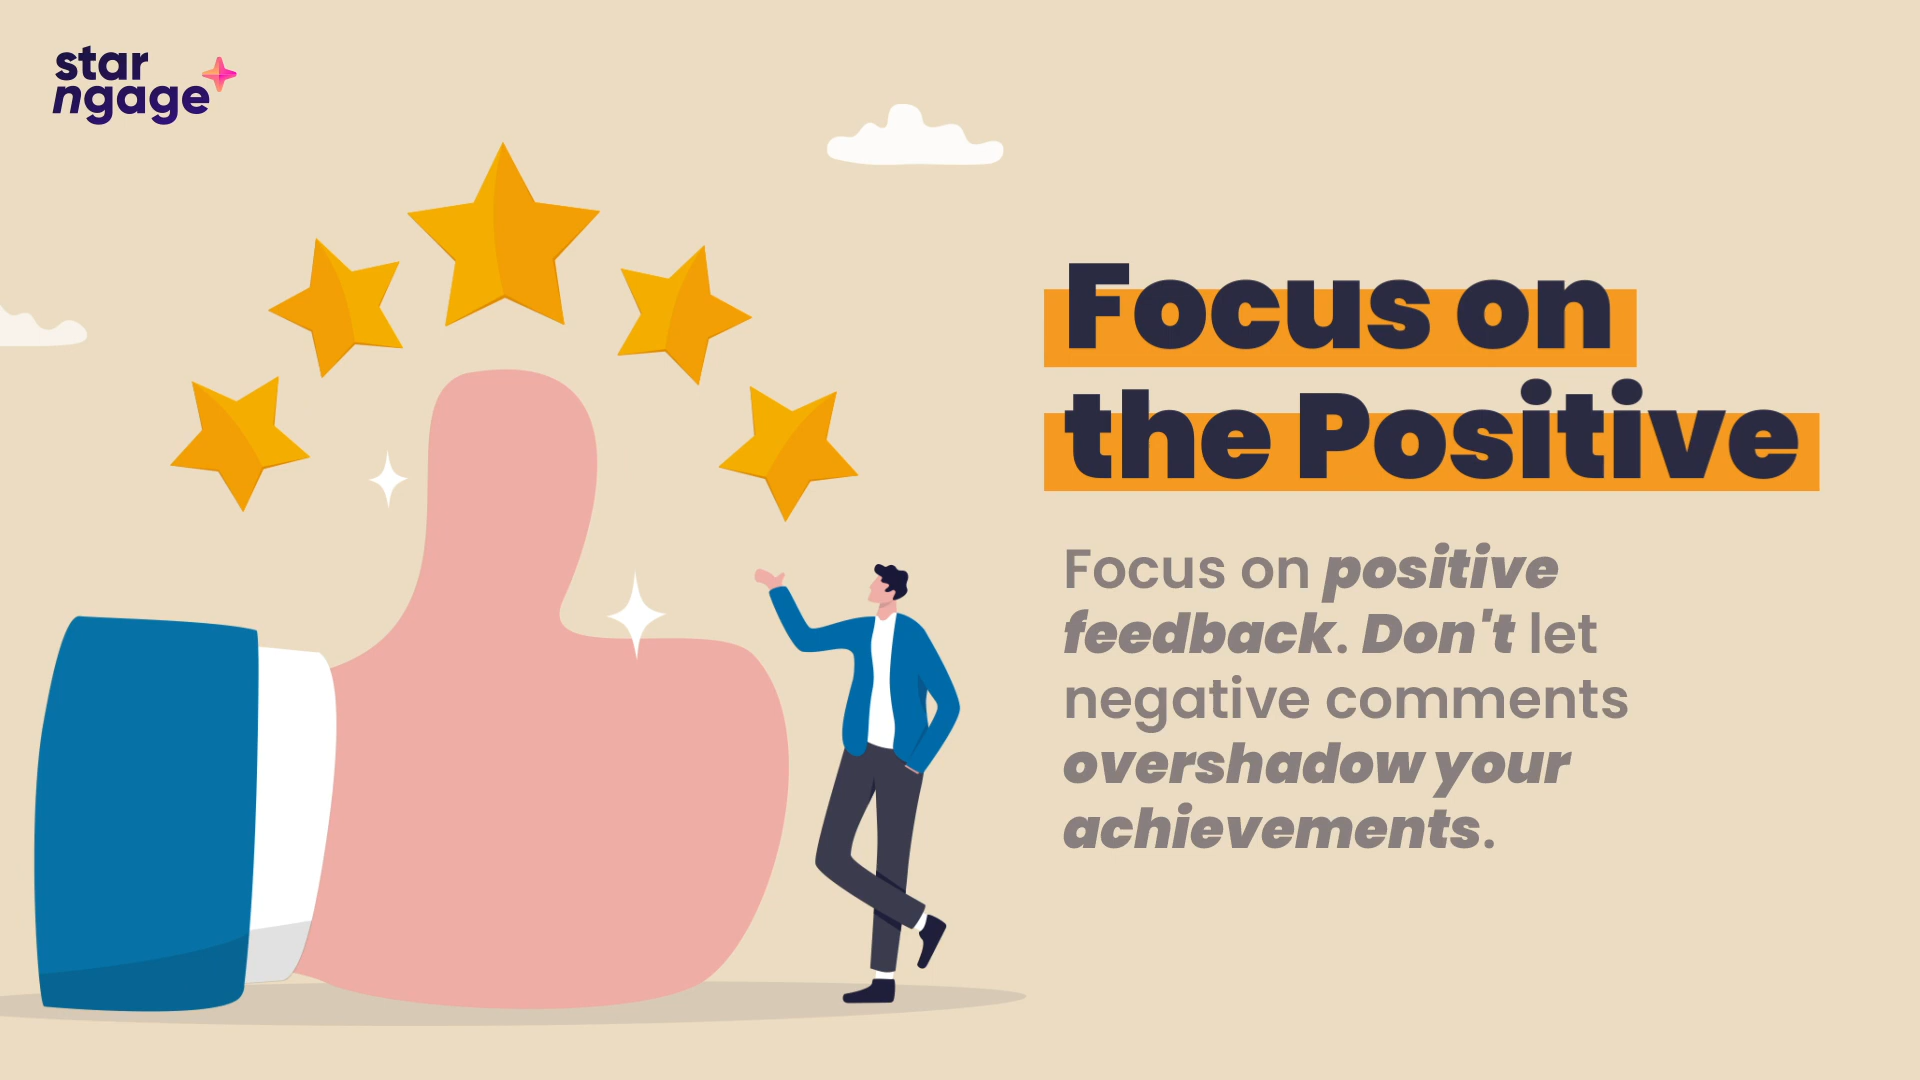 star
ngage
Focus on
the Positive
Focus on positive
feedback. Don't let
negative comments
overshadow your
achievements.